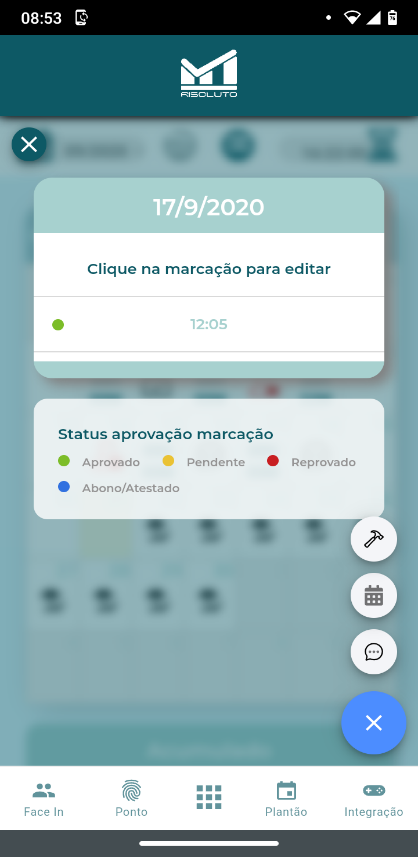 08:53
RISOLUTO
17/9/2020
Clique na marcação para editar
12:05
Status aprovação marcação
Aprovado Pendente Reprovado
Abono/Atestado
Face In Ponto Plantão Integração